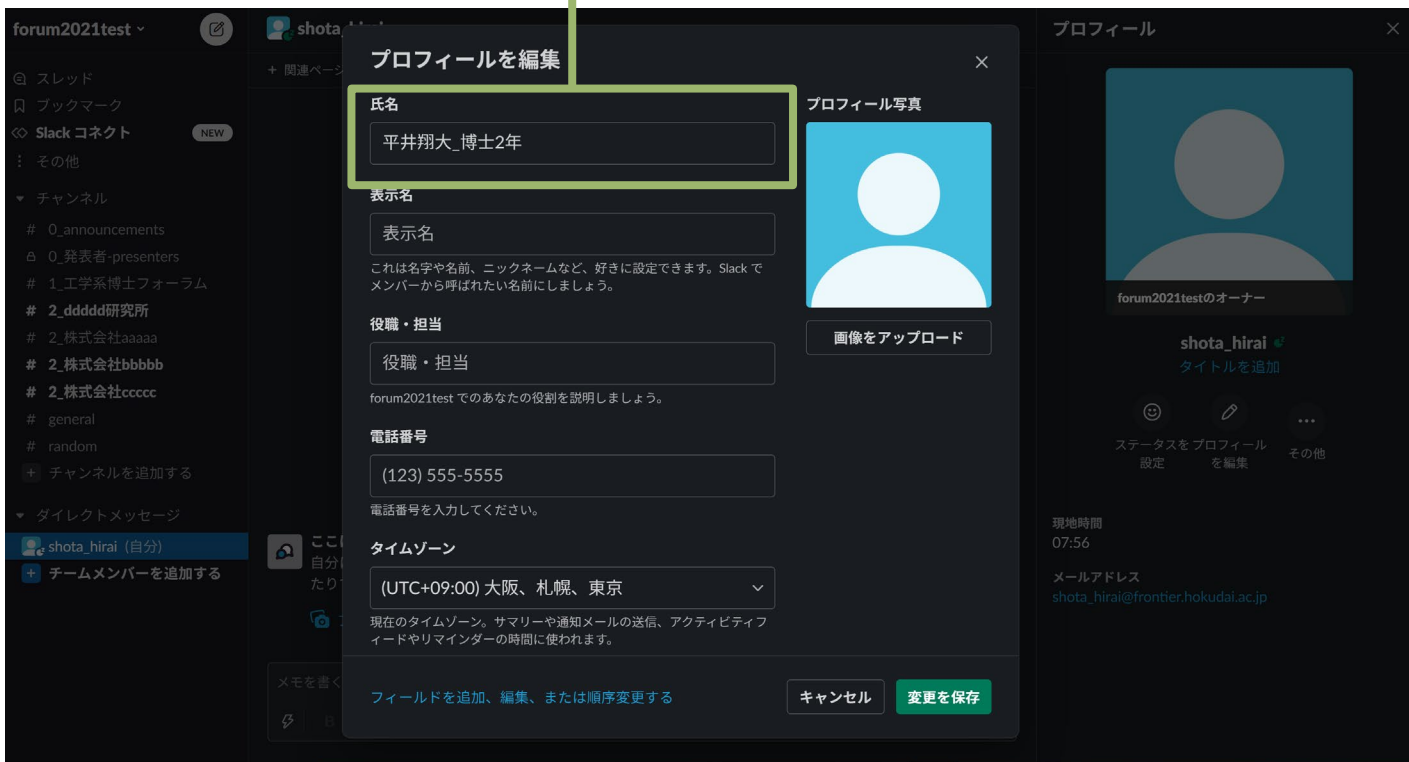 forum2021test
スレッド
ブックマーク
Slack コネクト NEW
その他
チャンネル
# 0_announcements
0_発表者-presenters
# 1_工学系博士フォーラム
# 2_ddddd研究所
# 2_株式会社aaaaa
# 2_株式会社bbbbb
# 2_株式会社ccccc
# general
# random
+ チャンネルを追加する
ダイレクトメッセージ
shota_hirai (自分)
+ チームメンバーを追加する
shota
+ 関連ページ
自分
たり
メモを書く
B
プロフィールを編集
氏名
平井翔大_博士2年
表示名
表示名
これは名字や名前、ニックネームなど、好きに設定できます。Slack で
メンバーから呼ばれたい名前にしましょう。
役職・担当
役職・担当
forum2021test でのあなたの役割を説明しましょう。
電話番号
(123) 555-5555
電話番号を入力してください。
タイムゾーン
(UTC+09:00) 大阪、札幌、東京
現在のタイムゾーン。サマリーや通知メールの送信、アクティビティフ
ィードやリマインダーの時間に使われます。
プロフィール写真
画像をアップロード
フィールドを追加、編集、または順序変更する
キャンセル
変更を保存
プロフィール
forum2021testのオーナー
shota_hirai
タイトルを追加
ステータスを
設定
プロフィール
を編集
その他
現地時間
07:56
メールアドレス
shota_hirai@frontier.hokudai.ac.jp